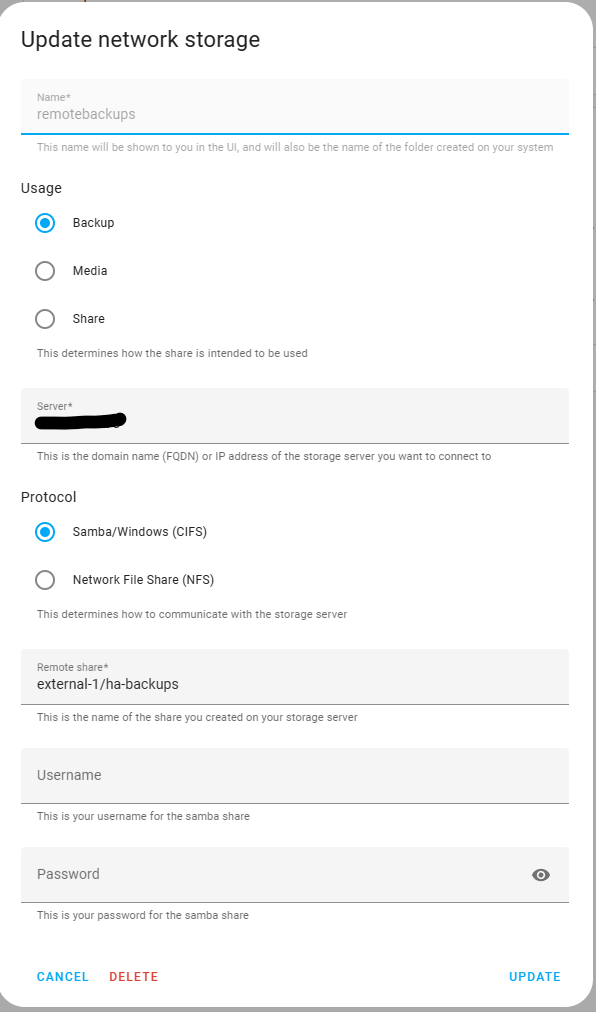 Update network storage
Name*
remotebackups
This name will be shown to you in the UI, and will also be the name of the folder created on your system
Usage
Backup
Media
Share
This determines how the share is intended to be used
Server*
This is the domain name (FQDN) or IP address of the storage server you want to connect to
Protocol
Samba/Windows (CIFS)
Network File Share (NFS)
This determines how to communicate with the storage server
Remote share*
external-1/ha-backups
This is the name of the share you created on your storage server
Username
This is your username for the samba share
Password
This is your password for the samba share
CANCEL DELETE UPDATE